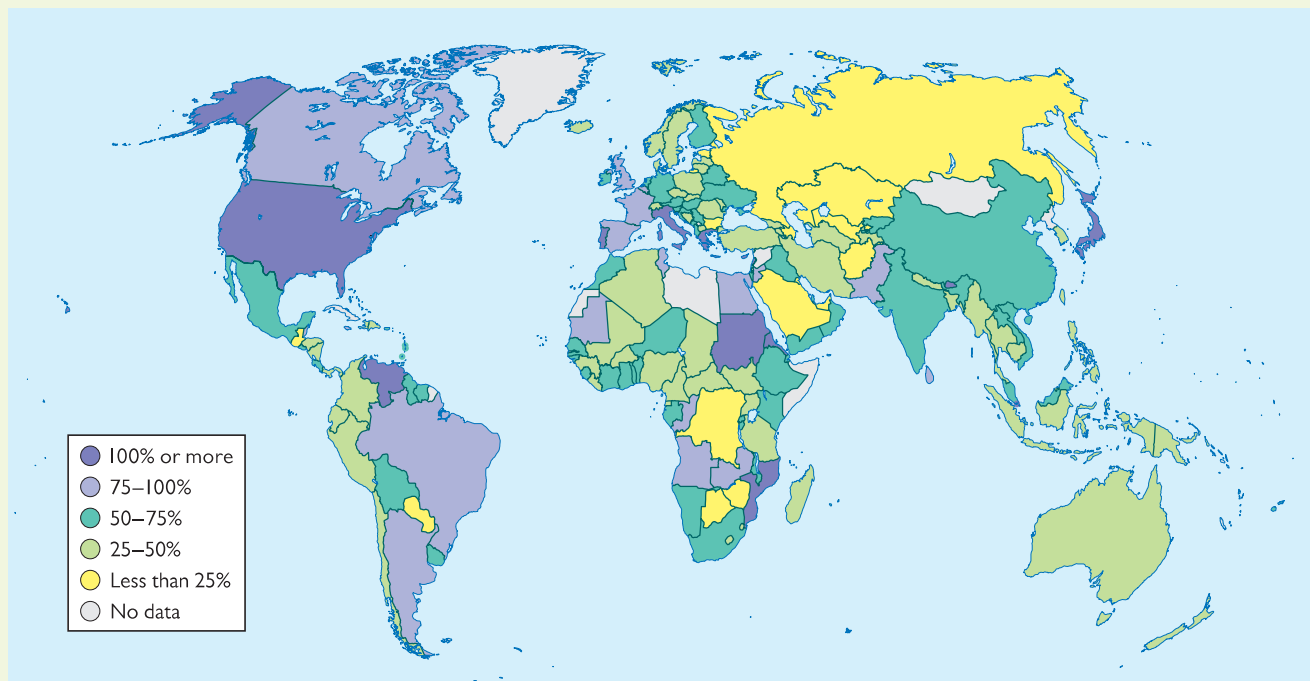 100% or more
75–100%
50–75%
25–50%
Less than 25%
No data